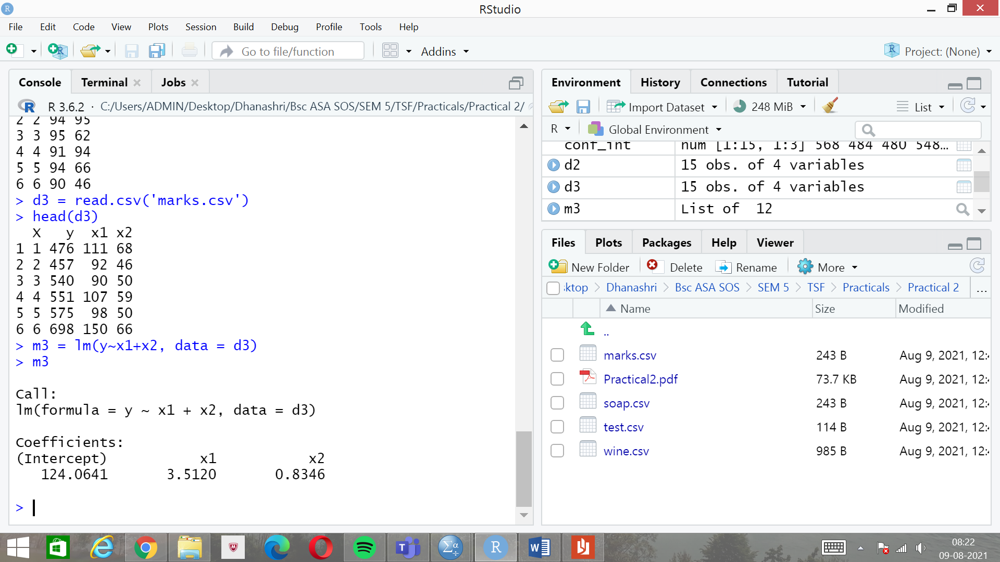 RStudio
File Edit Code View Plots Session Build Debug Profile Tools Help
Go to file/function Addins Project: (None)
Console Terminal Jobs
R 3.6.2 · C:/Users/ADMIN/Desktop/Dhanashri/Bsc ASA SOS/SEM 5/TSF/Practicals/Practical 2/
2 2 94 95
3 3 95 62
4 4 91 94
5 5 94 66
6 6 90 46
> d3 = read.csv('marks.csv')
> head(d3)
X y x1 x2
1 1 476 111 68
2 2 457 92 46
3 3 540 90 50
4 4 551 107 59
5 5 575 98 50
6 6 698 150 66
> m3 = lm(y~x1+x2, data = d3)
> m3
Call:
lm(formula = y ~ x1 + x2, data = d3)
Coefficients:
(Intercept) x1 x2
124.0641 3.5120 0.8346
>
Environment History Connections Tutorial
Import Dataset 248 MiB List
R Global Environment
conf_int num [1:15, 1:3] 568 484 480 548...
d2 15 obs. of 4 variables
d3 15 obs. of 4 variables
m3 List of 12
Files Plots Packages Help Viewer
New Folder Delete Rename More
ktop Dhanashri Bsc ASA SOS SEM 5 TSF Practicals Practical 2 ...
Name Size Modified
..
marks.csv 243 B Aug 9, 2021, 12:
Practical2.pdf 73.7 KB Aug 9, 2021, 12:
soap.csv 243 B Aug 9, 2021, 12:
test.csv 114 B Aug 9, 2021, 12:
wine.csv 985 B Aug 9, 2021, 12:
08:22
09-08-2021